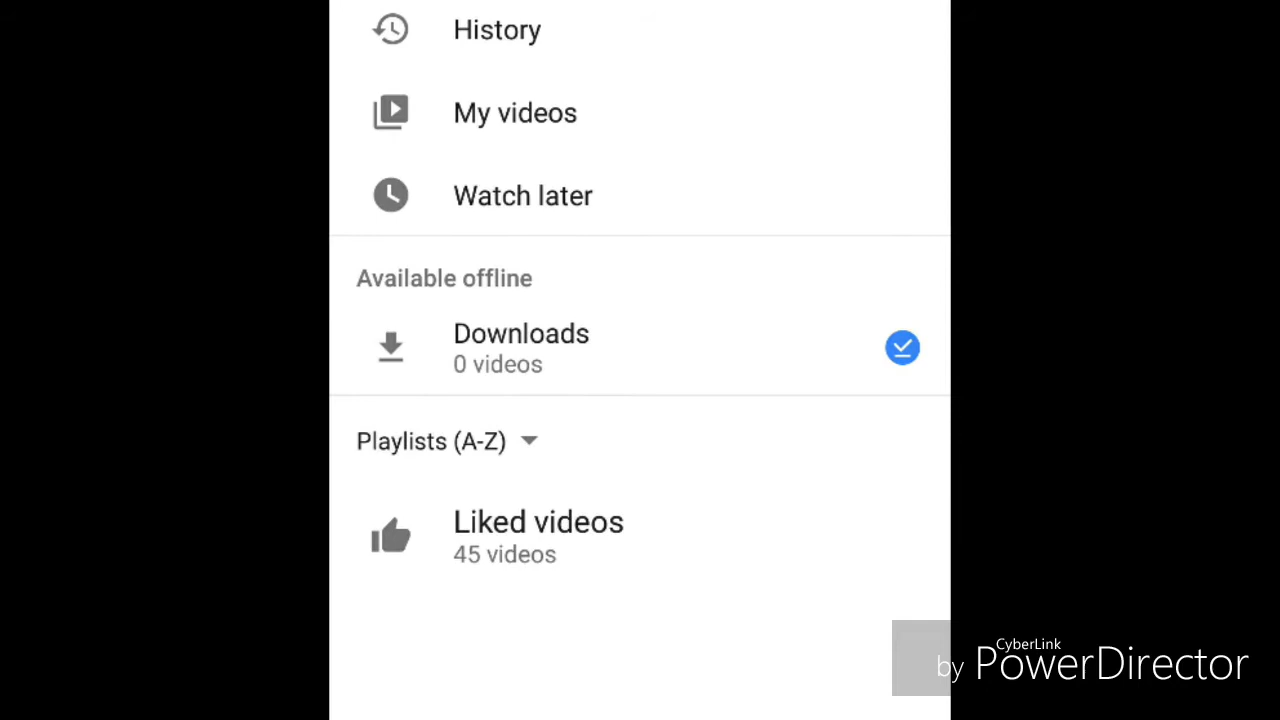 History
My videos
Watch later
Available offline
Downloads
0 videos
Playlists (A-Z)
Liked videos
45 videos
CyberLink
by PowerDirector